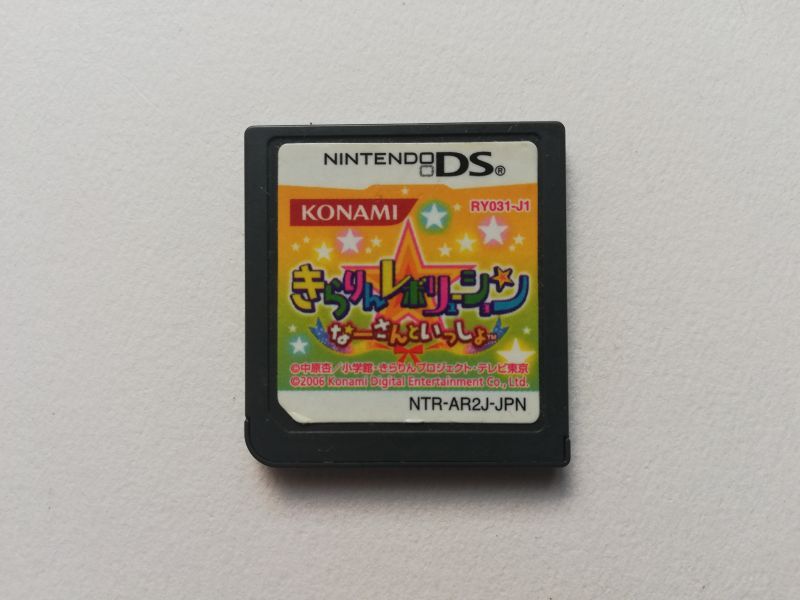 NINTENDO DS®
KONAMI
RY031-J1
きらりんレボリューション
なーさんといっしょ™
©中原杏/小学館・きらりんプロジェクト・テレビ東京
©2006 Konami Digital Entertainment Co., Ltd.
NTR-AR2J-JPN